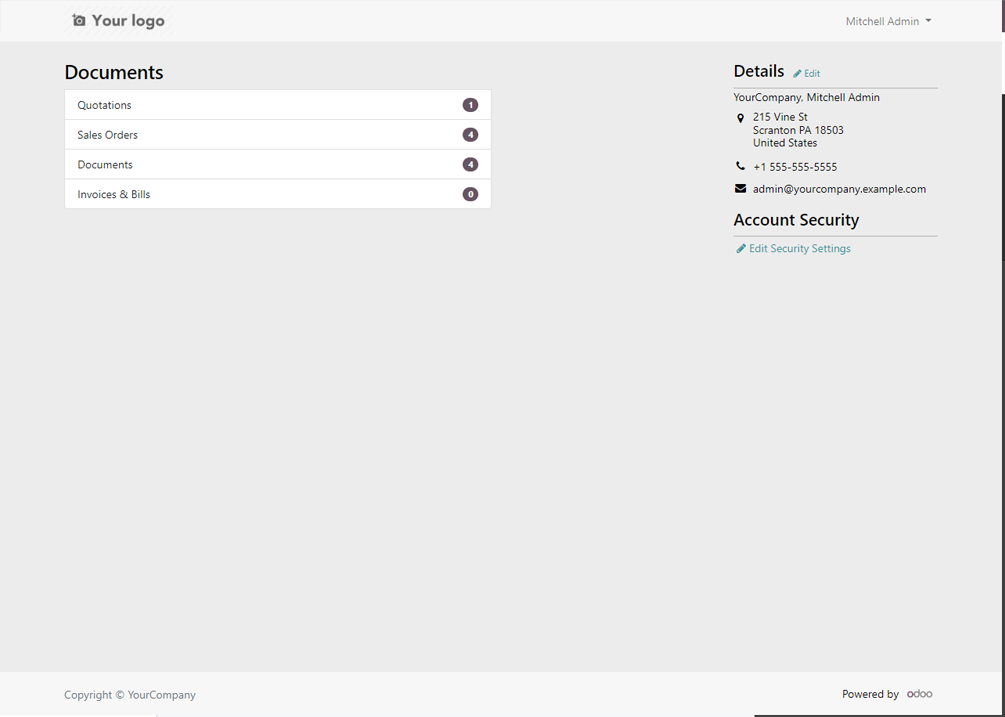 Your logo
Mitchell Admin
Documents
Quotations 1
Sales Orders 4
Documents 4
Invoices & Bills 0
Details Edit
YourCompany, Mitchell Admin
215 Vine St
Scranton PA 18503
United States
+1 555-555-5555
admin@yourcompany.example.com
Account Security
Edit Security Settings
Copyright © YourCompany
Powered by odoo